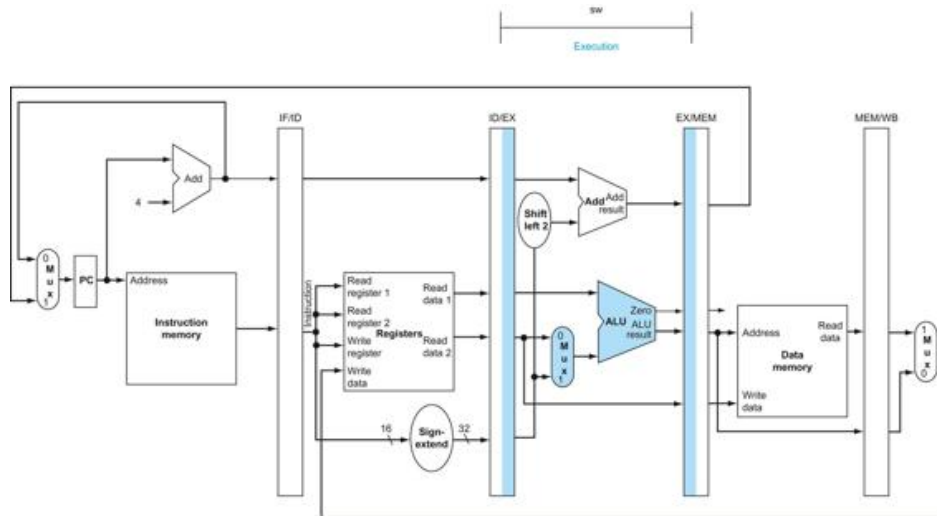 sw
Execution
IF/ID
ID/EX
EX/MEM
MEM/WB
Add
4
Shift
left 2
Add
Add
result
0
M
u
x
1
PC
Address
Instruction
memory
Instruction
Read
register 1
Read
register 2
Write
register
Write
data
Registers
Read
data 1
Read
data 2
16
Sign-
extend
32
0
M
u
x
1
Zero
ALU
ALU
result
Address
Read
data
Data
memory
Write
data
1
M
u
x
0